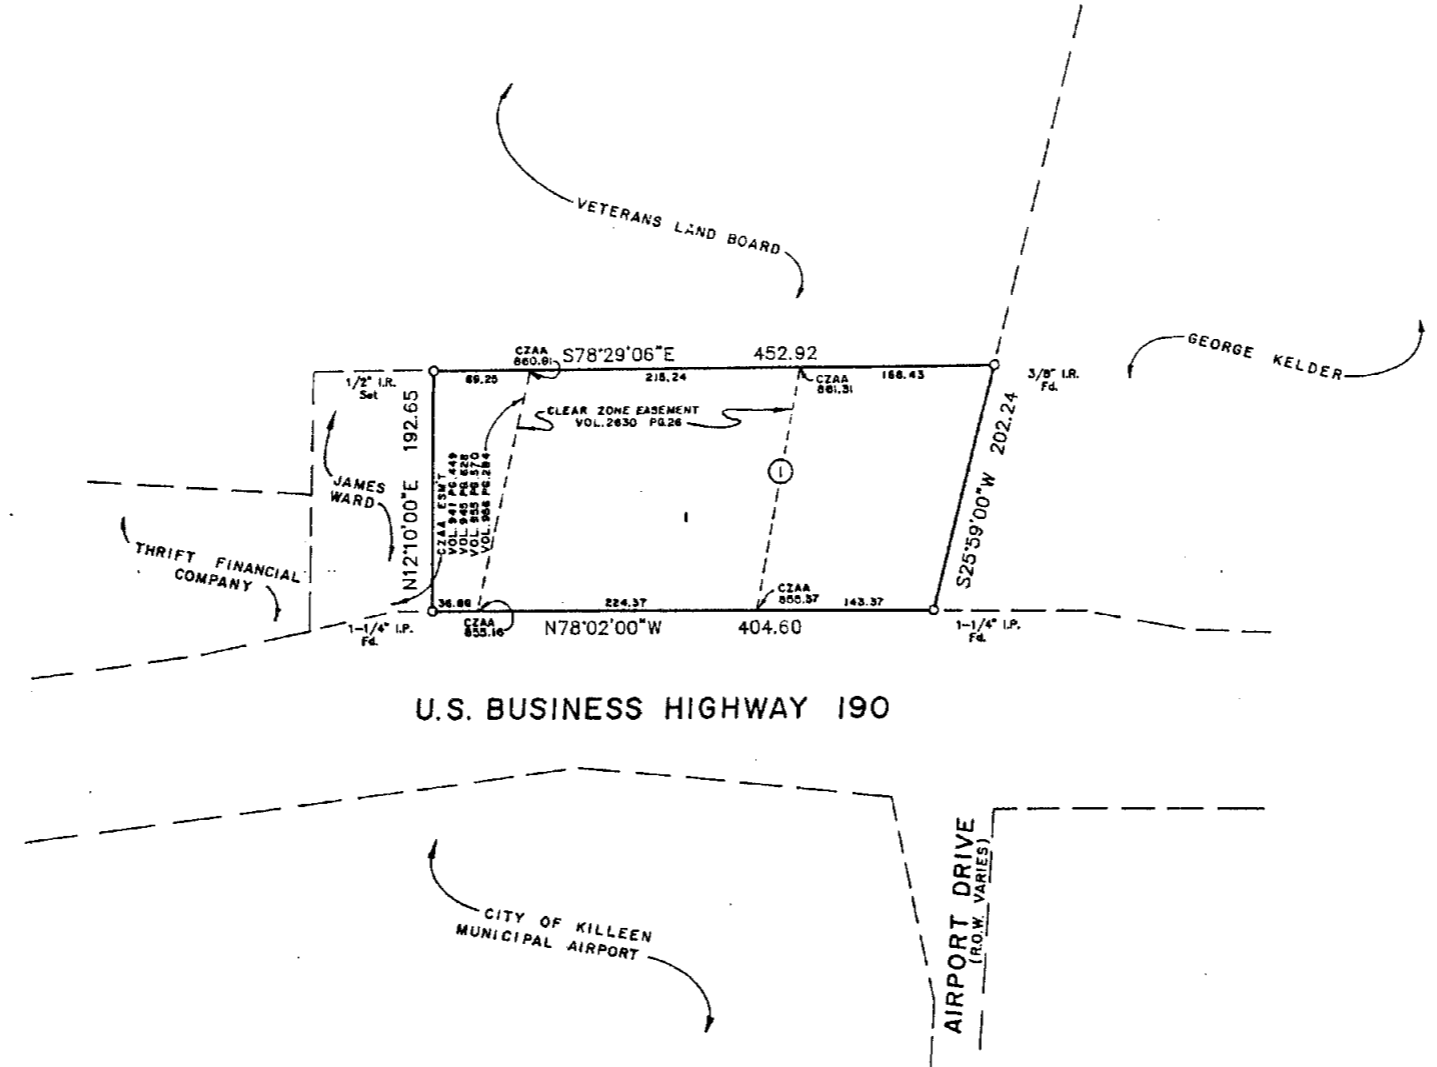 VETERANS LAND BOARD
GEORGE KELDER
CZAA
860.81
S78°29'06"E 452.92
69.25
215.24
168.43
CZAA
861.31
1/2" I.R.
Set
3/8" I.R.
Fd.
CLEAR ZONE EASEMENT
VOL. 2630 PG. 26
N12°10'00"E 192.65
S25°59'00"W 202.24
CZAA ESM'T
VOL. 941 PG. 449
VOL. 945 PG. 628
VOL. 955 PG. 570
VOL. 966 PG. 284
1
1
JAMES
WARD
THRIFT FINANCIAL
COMPANY
36.86
224.37
143.37
CZAA
855.37
CZAA
855.16
1-1/4" I.P.
Fd.
N78°02'00"W 404.60
1-1/4" I.P.
Fd.
U.S. BUSINESS HIGHWAY 190
AIRPORT DRIVE
(R.O.W. VARIES)
CITY OF KILLEEN
MUNICIPAL AIRPORT